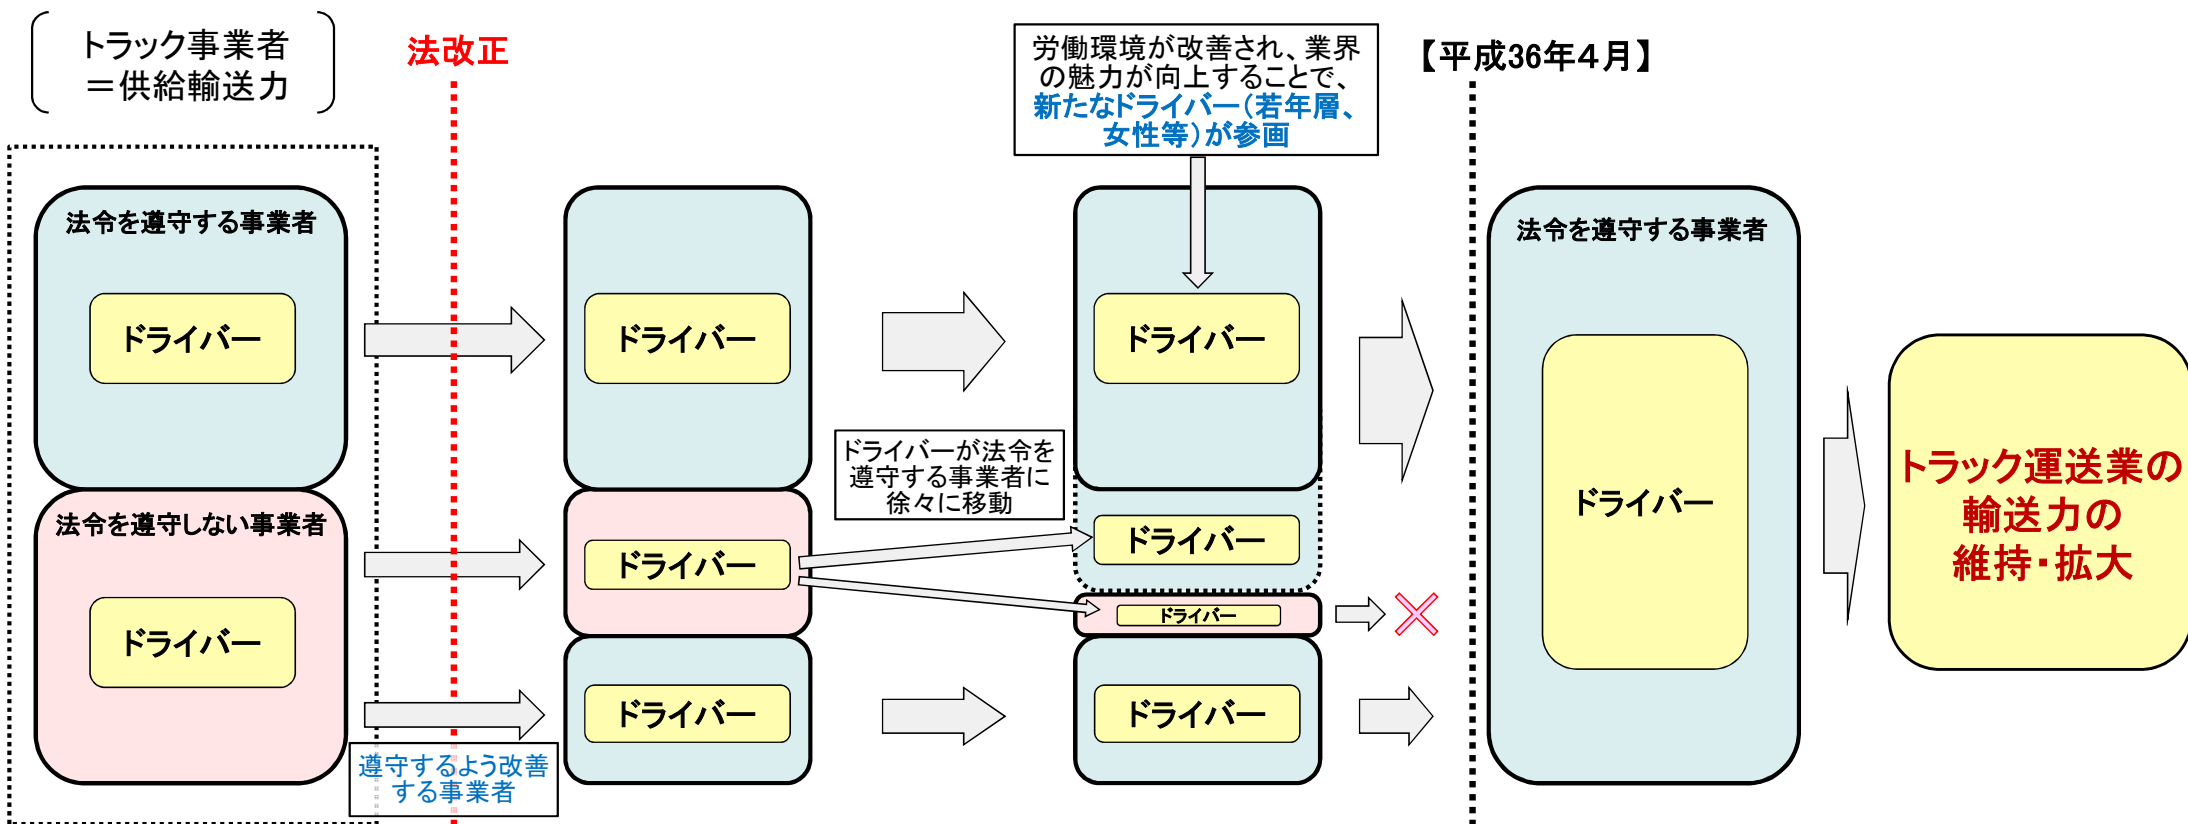 トラック事業者
＝供給輸送力
法改正
労働環境が改善され、業界
の魅力が向上することで、
新たなドライバー（若年層、
女性等）が参画
【平成36年４月】
法令を遵守する事業者
ドライバー
法令を遵守しない事業者
ドライバー
遵守するよう改善
する事業者
ドライバー
ドライバー
ドライバー
ドライバーが法令を
遵守する事業者に
徐々に移動
ドライバー
ドライバー
ドライバー
ドライバー
法令を遵守する事業者
ドライバー
トラック運送業の
輸送力の
維持・拡大